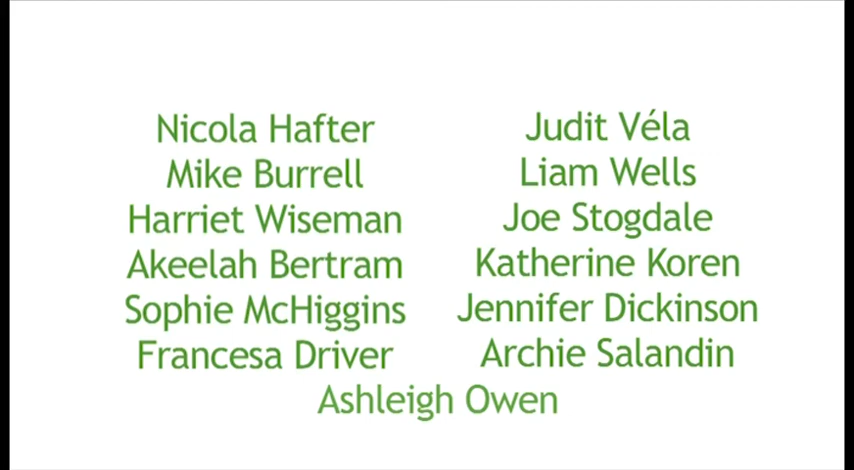 Nicola Hafter
Mike Burrell
Harriet Wiseman
Akeelah Bertram
Sophie McHiggins
Francesa Driver
Judit Véla
Liam Wells
Joe Stogdale
Katherine Koren
Jennifer Dickinson
Archie Salandin
Ashleigh Owen